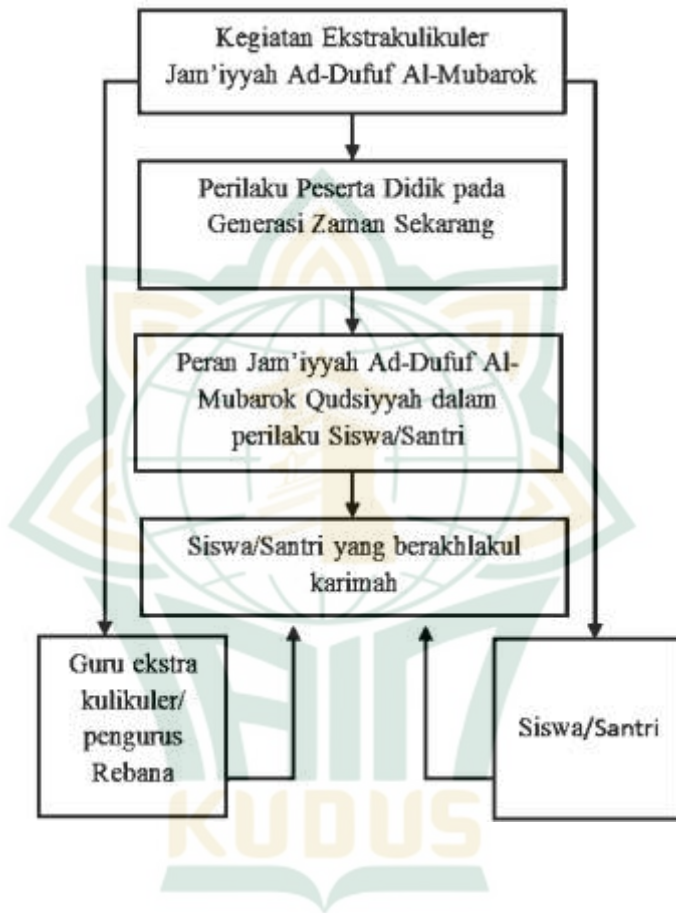 Kegiatan Ekstrakulikuler
Jam’iyyah Ad-Dufuf Al-Mubarok
Perilaku Peserta Didik pada
Generasi Zaman Sekarang
Peran Jam’iyyah Ad-Dufuf Al-
Mubarok Qudsiyyah dalam
perilaku Siswa/Santri
Siswa/Santri yang berakhlakul
karimah
Guru ekstra
kulikuler/
pengurus
Rebana
Siswa/Santri
KUDUS